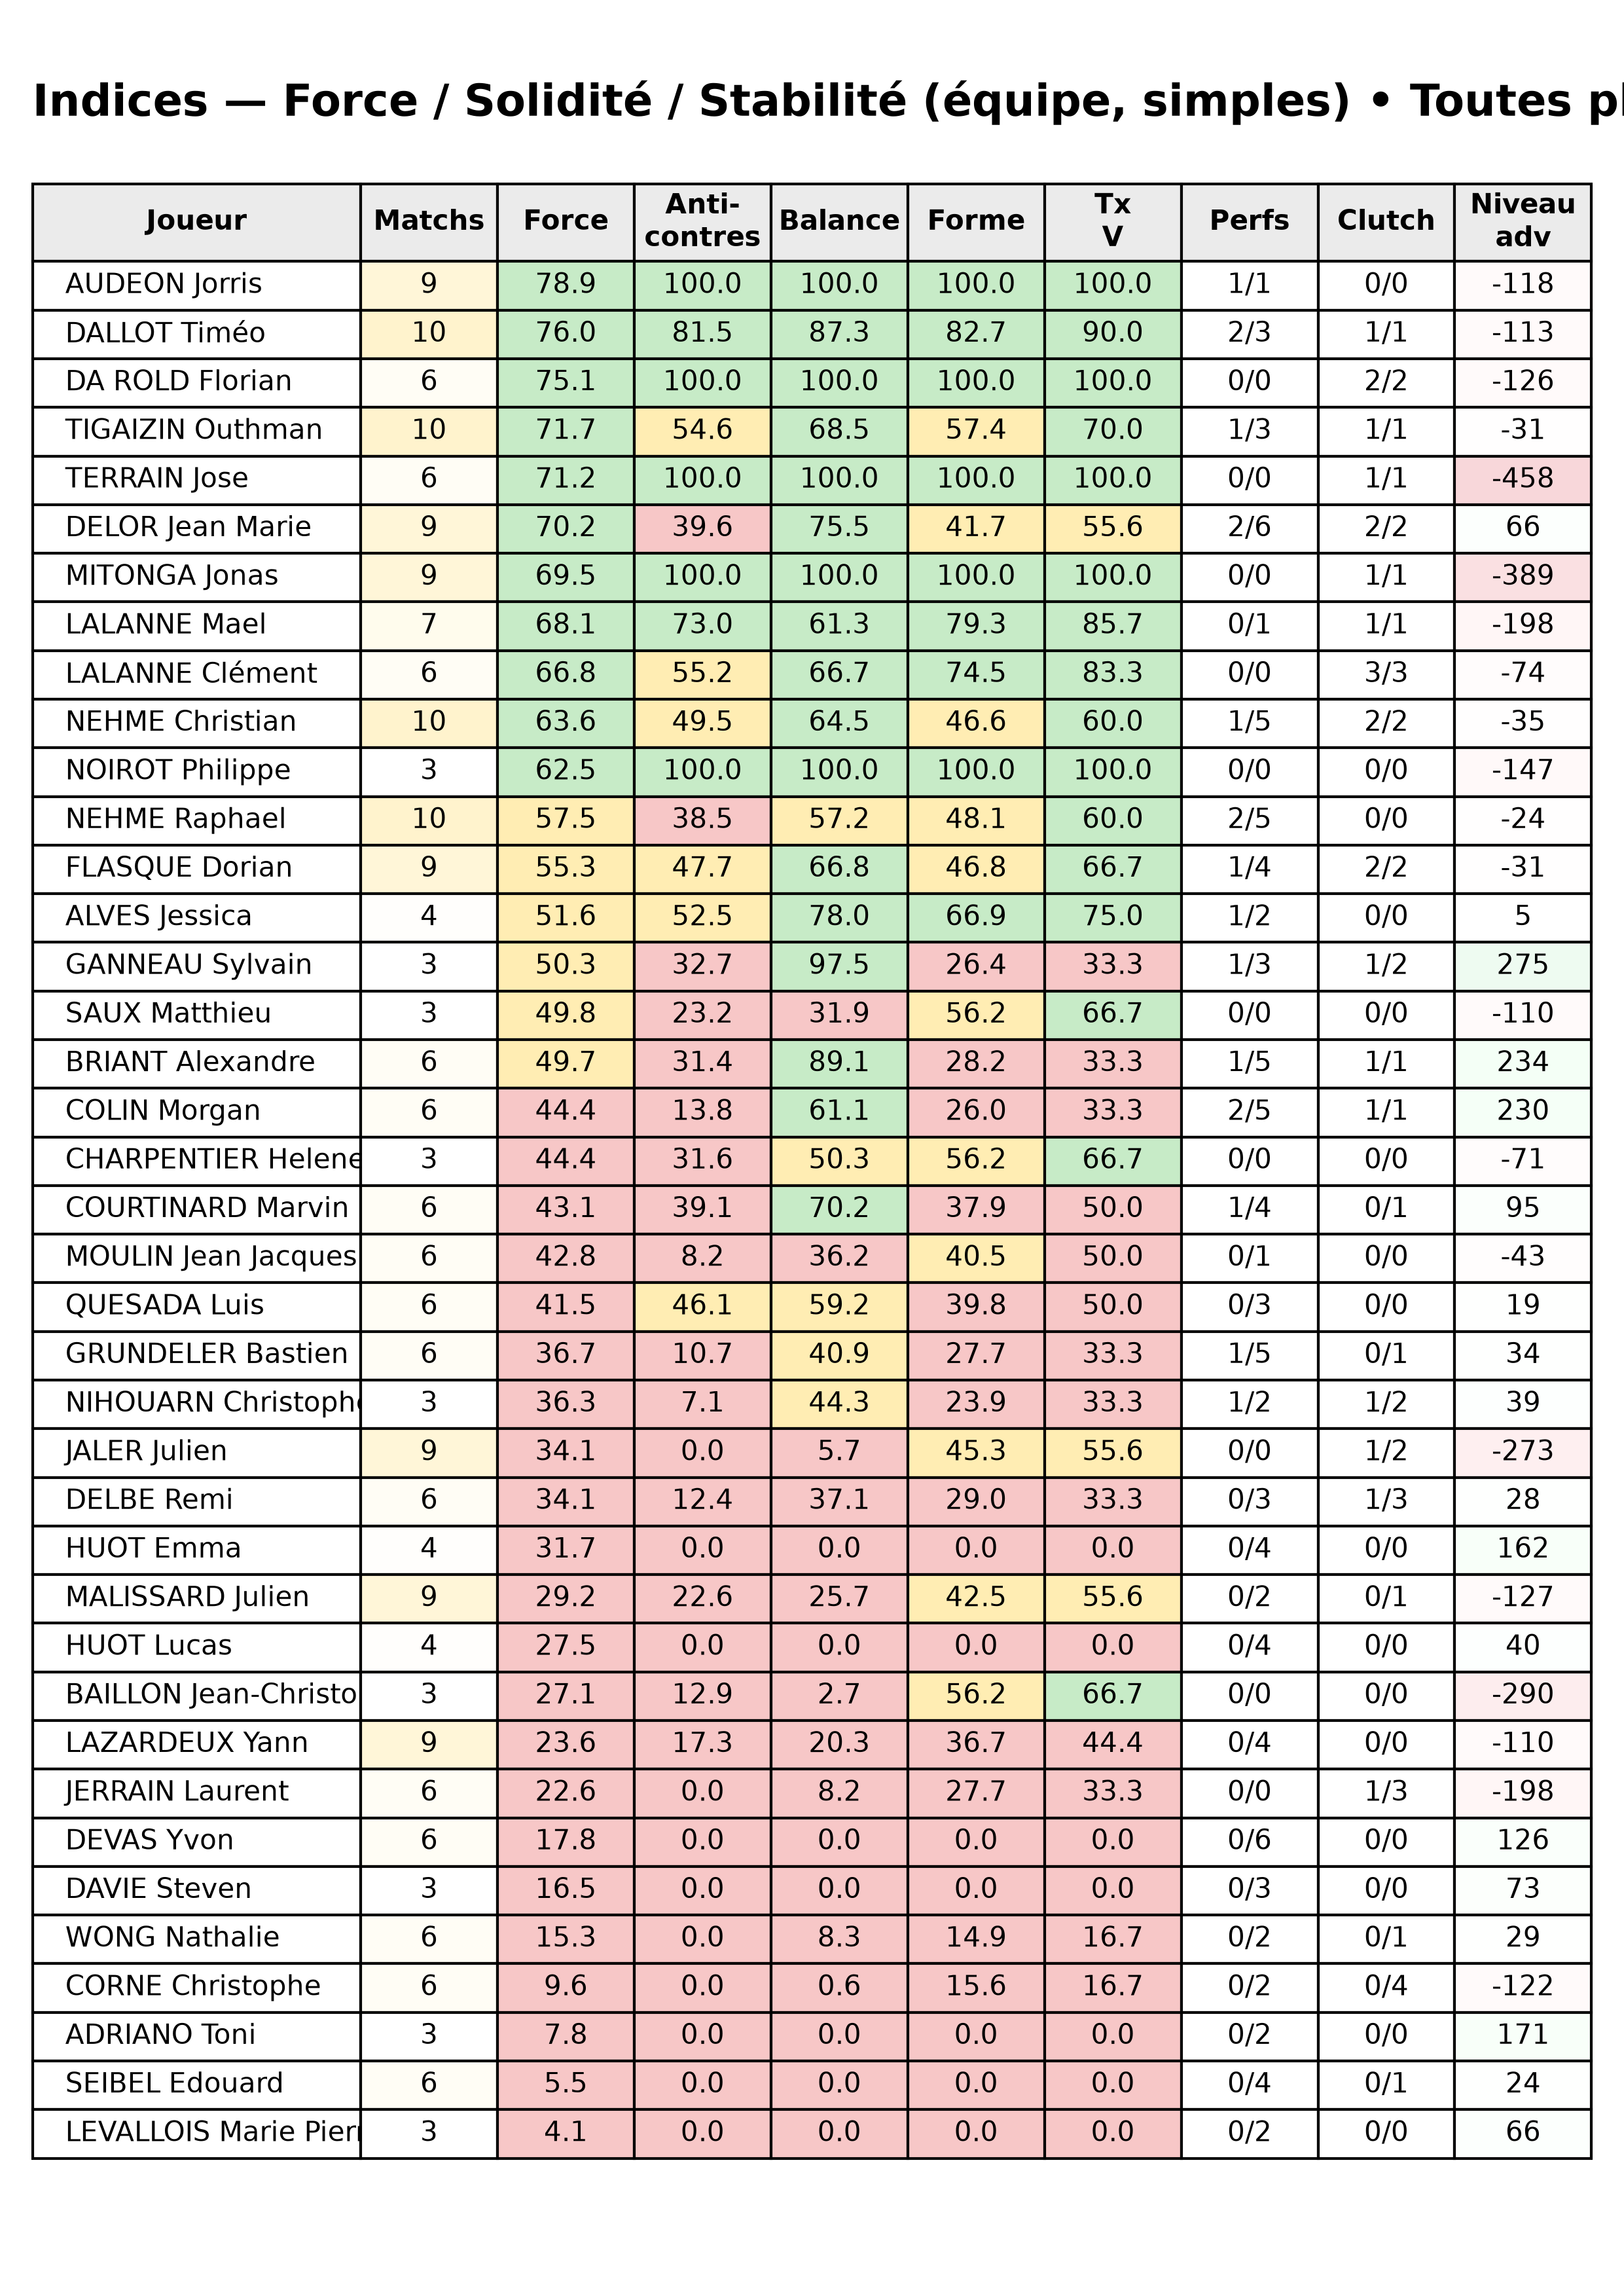 Indices — Force / Solidité / Stabilité (équipe, simples) • Toutes
Joueur Matchs Force Anti-contres Balance Forme Tx V Perfs Clutch Niveau adv
AUDEON Jorris 9 78.9 100.0 100.0 100.0 100.0 1/1 0/0 -118
DALLOT Timéo 10 76.0 81.5 87.3 82.7 90.0 2/3 1/1 -113
DA ROLD Florian 6 75.1 100.0 100.0 100.0 100.0 0/0 2/2 -126
TIGAIZIN Outhman 10 71.7 54.6 68.5 57.4 70.0 1/3 1/1 -31
TERRAIN Jose 6 71.2 100.0 100.0 100.0 100.0 0/0 1/1 -458
DELOR Jean Marie 9 70.2 39.6 75.5 41.7 55.6 2/6 2/2 66
MITONGA Jonas 9 69.5 100.0 100.0 100.0 100.0 0/0 1/1 -389
LALANNE Mael 7 68.1 73.0 61.3 79.3 85.7 0/1 1/1 -198
LALANNE Clément 6 66.8 55.2 66.7 74.5 83.3 0/0 3/3 -74
NEHME Christian 10 63.6 49.5 64.5 46.6 60.0 1/5 2/2 -35
NOIROT Philippe 3 62.5 100.0 100.0 100.0 100.0 0/0 0/0 -147
NEHME Raphael 10 57.5 38.5 57.2 48.1 60.0 2/5 0/0 -24
FLASQUE Dorian 9 55.3 47.7 66.8 46.8 66.7 1/4 2/2 -31
ALVES Jessica 4 51.6 52.5 78.0 66.9 75.0 1/2 0/0 5
GANNEAU Sylvain 3 50.3 32.7 97.5 26.4 33.3 1/3 1/2 275
SAUX Matthieu 3 49.8 23.2 31.9 56.2 66.7 0/0 0/0 -110
BRIANT Alexandre 6 49.7 31.4 89.1 28.2 33.3 1/5 1/1 234
COLIN Morgan 6 44.4 13.8 61.1 26.0 33.3 2/5 1/1 230
CHARPENTIER Helene 3 44.4 31.6 50.3 56.2 66.7 0/0 0/0 -71
COURTINARD Marvin 6 43.1 39.1 70.2 37.9 50.0 1/4 0/1 95
MOULIN Jean Jacques 6 42.8 8.2 36.2 40.5 50.0 0/1 0/0 -43
QUESADA Luis 6 41.5 46.1 59.2 39.8 50.0 0/3 0/0 19
GRUNDELER Bastien 6 36.7 10.7 40.9 27.7 33.3 1/5 0/1 34
NIHOUARN Christophe 3 36.3 7.1 44.3 23.9 33.3 1/2 1/2 39
JALER Julien 9 34.1 0.0 5.7 45.3 55.6 0/0 1/2 -273
DELBE Remi 6 34.1 12.4 37.1 29.0 33.3 0/3 1/3 28
HUOT Emma 4 31.7 0.0 0.0 0.0 0.0 0/4 0/0 162
MALISSARD Julien 9 29.2 22.6 25.7 42.5 55.6 0/2 0/1 -127
HUOT Lucas 4 27.5 0.0 0.0 0.0 0.0 0/4 0/0 40
BAILLON Jean-Christo 3 27.1 12.9 2.7 56.2 66.7 0/0 0/0 -290
LAZARDEUX Yann 9 23.6 17.3 20.3 36.7 44.4 0/4 0/0 -110
JERRAIN Laurent 6 22.6 0.0 8.2 27.7 33.3 0/0 1/3 -198
DEVAS Yvon 6 17.8 0.0 0.0 0.0 0.0 0/6 0/0 126
DAVIE Steven 3 16.5 0.0 0.0 0.0 0.0 0/3 0/0 73
WONG Nathalie 6 15.3 0.0 8.3 14.9 16.7 0/2 0/1 29
CORNE Christophe 6 9.6 0.0 0.6 15.6 16.7 0/2 0/4 -122
ADRIANO Toni 3 7.8 0.0 0.0 0.0 0.0 0/2 0/0 171
SEIBEL Edouard 6 5.5 0.0 0.0 0.0 0.0 0/4 0/1 24
LEVALLOIS Marie 3 4.1 0.0 0.0 0.0 0.0 0/2 0/0 66